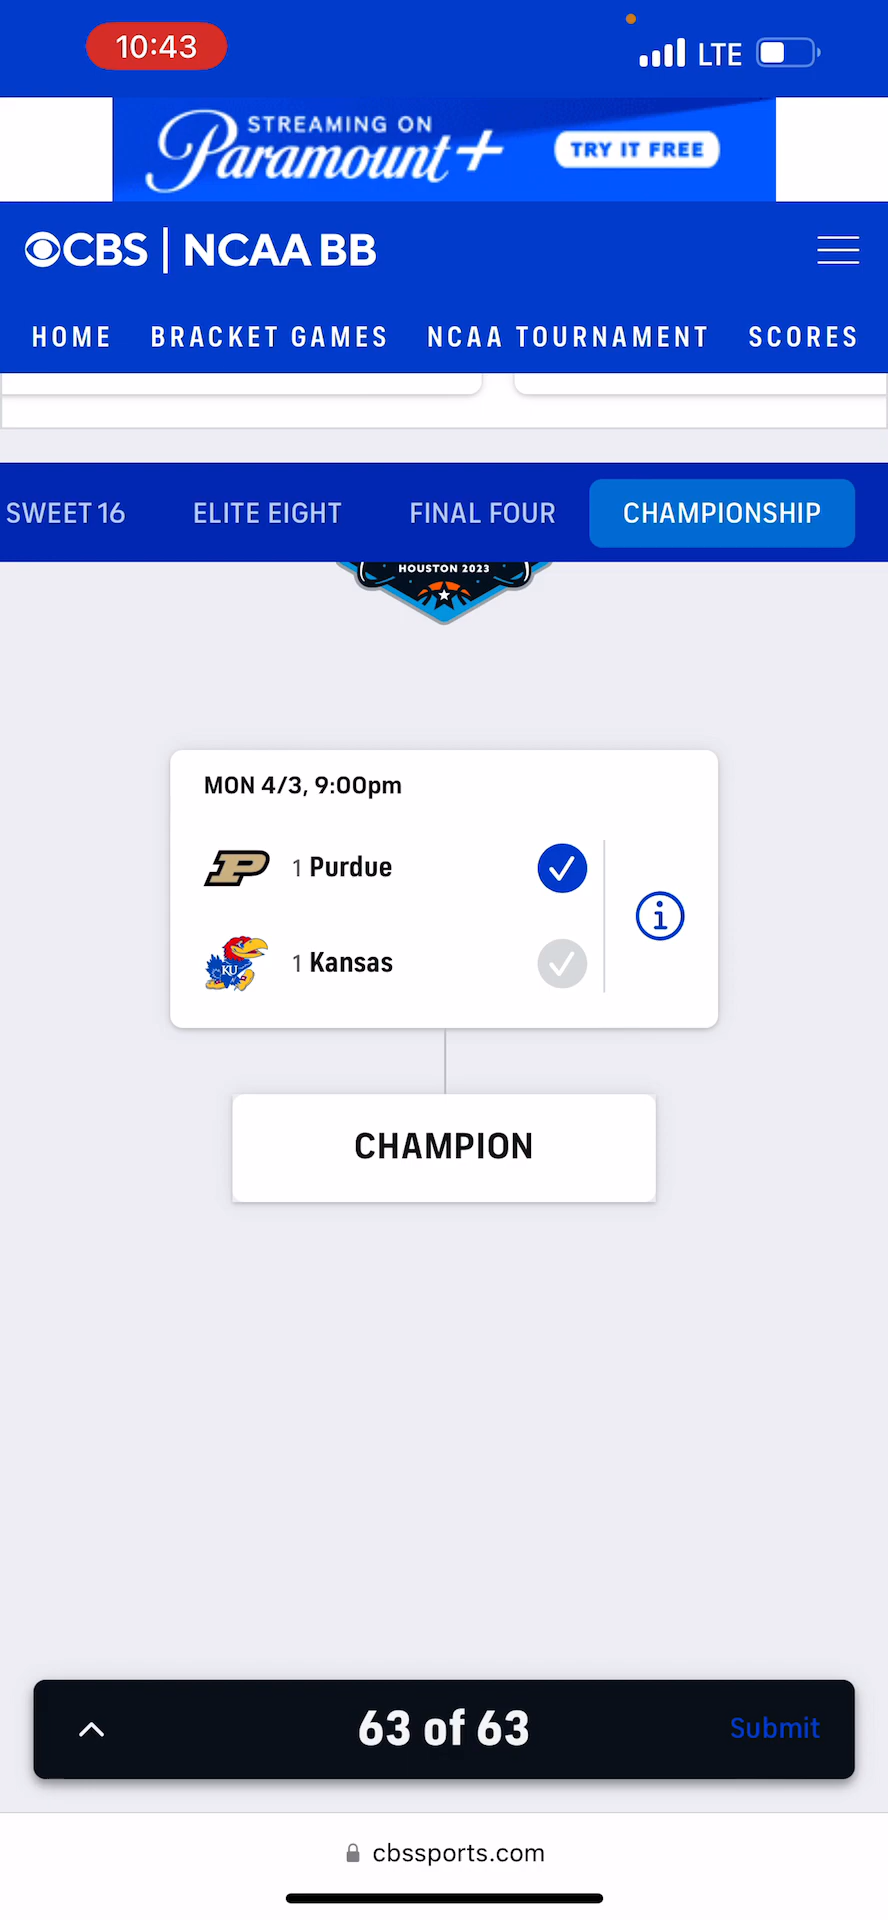 10:43
LTE
STREAMING ON
Paramount+
TRY IT FREE
CBS | NCAA BB
HOME BRACKET GAMES NCAA TOURNAMENT SCORES
SWEET 16 ELITE EIGHT FINAL FOUR CHAMPIONSHIP
HOUSTON 2023
MON 4/3, 9:00pm
P
1 Purdue
KU
1 Kansas
CHAMPION
63 of 63
Submit
cbssports.com